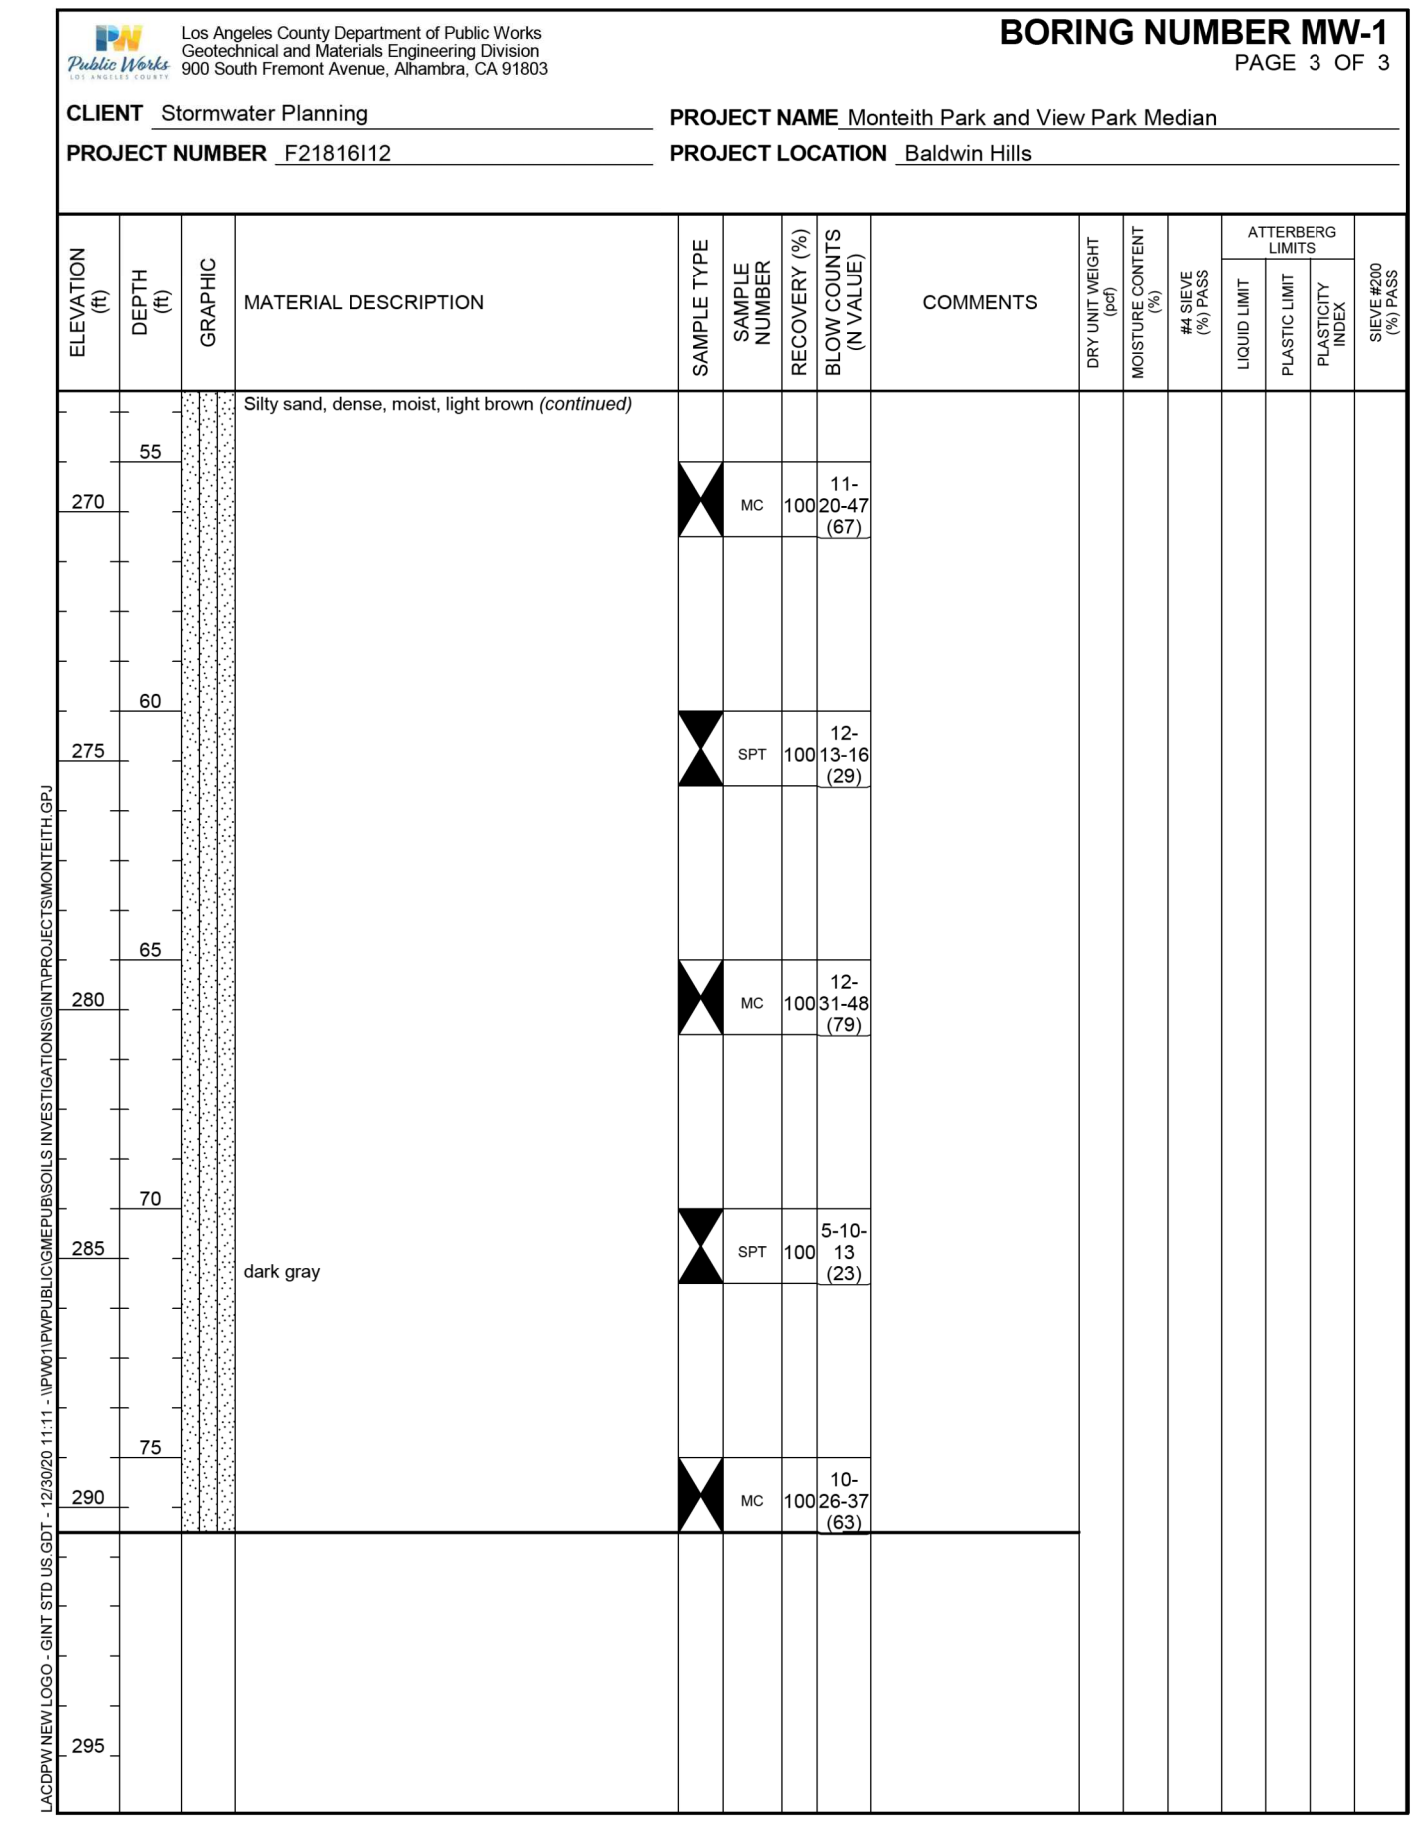 PW
Public Works
LOS ANGELES COUNTY
Los Angeles County Department of Public Works
Geotechnical and Materials Engineering Division
900 South Fremont Avenue, Alhambra, CA 91803
BORING NUMBER MW-1
PAGE 3 OF 3
CLIENT Stormwater Planning
PROJECT NAME Monteith Park and View Park Median
PROJECT NUMBER F21816I12
PROJECT LOCATION Baldwin Hills
ELEVATION
(ft)
DEPTH
(ft)
GRAPHIC
MATERIAL DESCRIPTION
SAMPLE TYPE
SAMPLE
NUMBER
RECOVERY (%)
BLOW COUNTS
(N VALUE)
COMMENTS
DRY UNIT WEIGHT
(pcf)
MOISTURE CONTENT
(%)
#4 SIEVE
(%) PASS
ATTERBERG
LIMITS
LIQUID LIMIT
PLASTIC LIMIT
PLASTICITY
INDEX
SIEVE #200
(%) PASS
Silty sand, dense, moist, light brown (continued)
55
270
MC
100
11-
20-47
(67)
60
275
SPT
100
12-
13-16
(29)
65
280
MC
100
12-
31-48
(79)
70
285
SPT
100
5-10-
13
(23)
dark gray
75
290
MC
100
10-
26-37
(63)
295
LACDPW NEW LOGO - GINT STD US.GDT - 12/30/20 11:11 - \\PW01\PWPUBLIC\GMEPUB\SOILS INVESTIGATIONS\GINT\PROJECTS\MONTEITH.GPJ